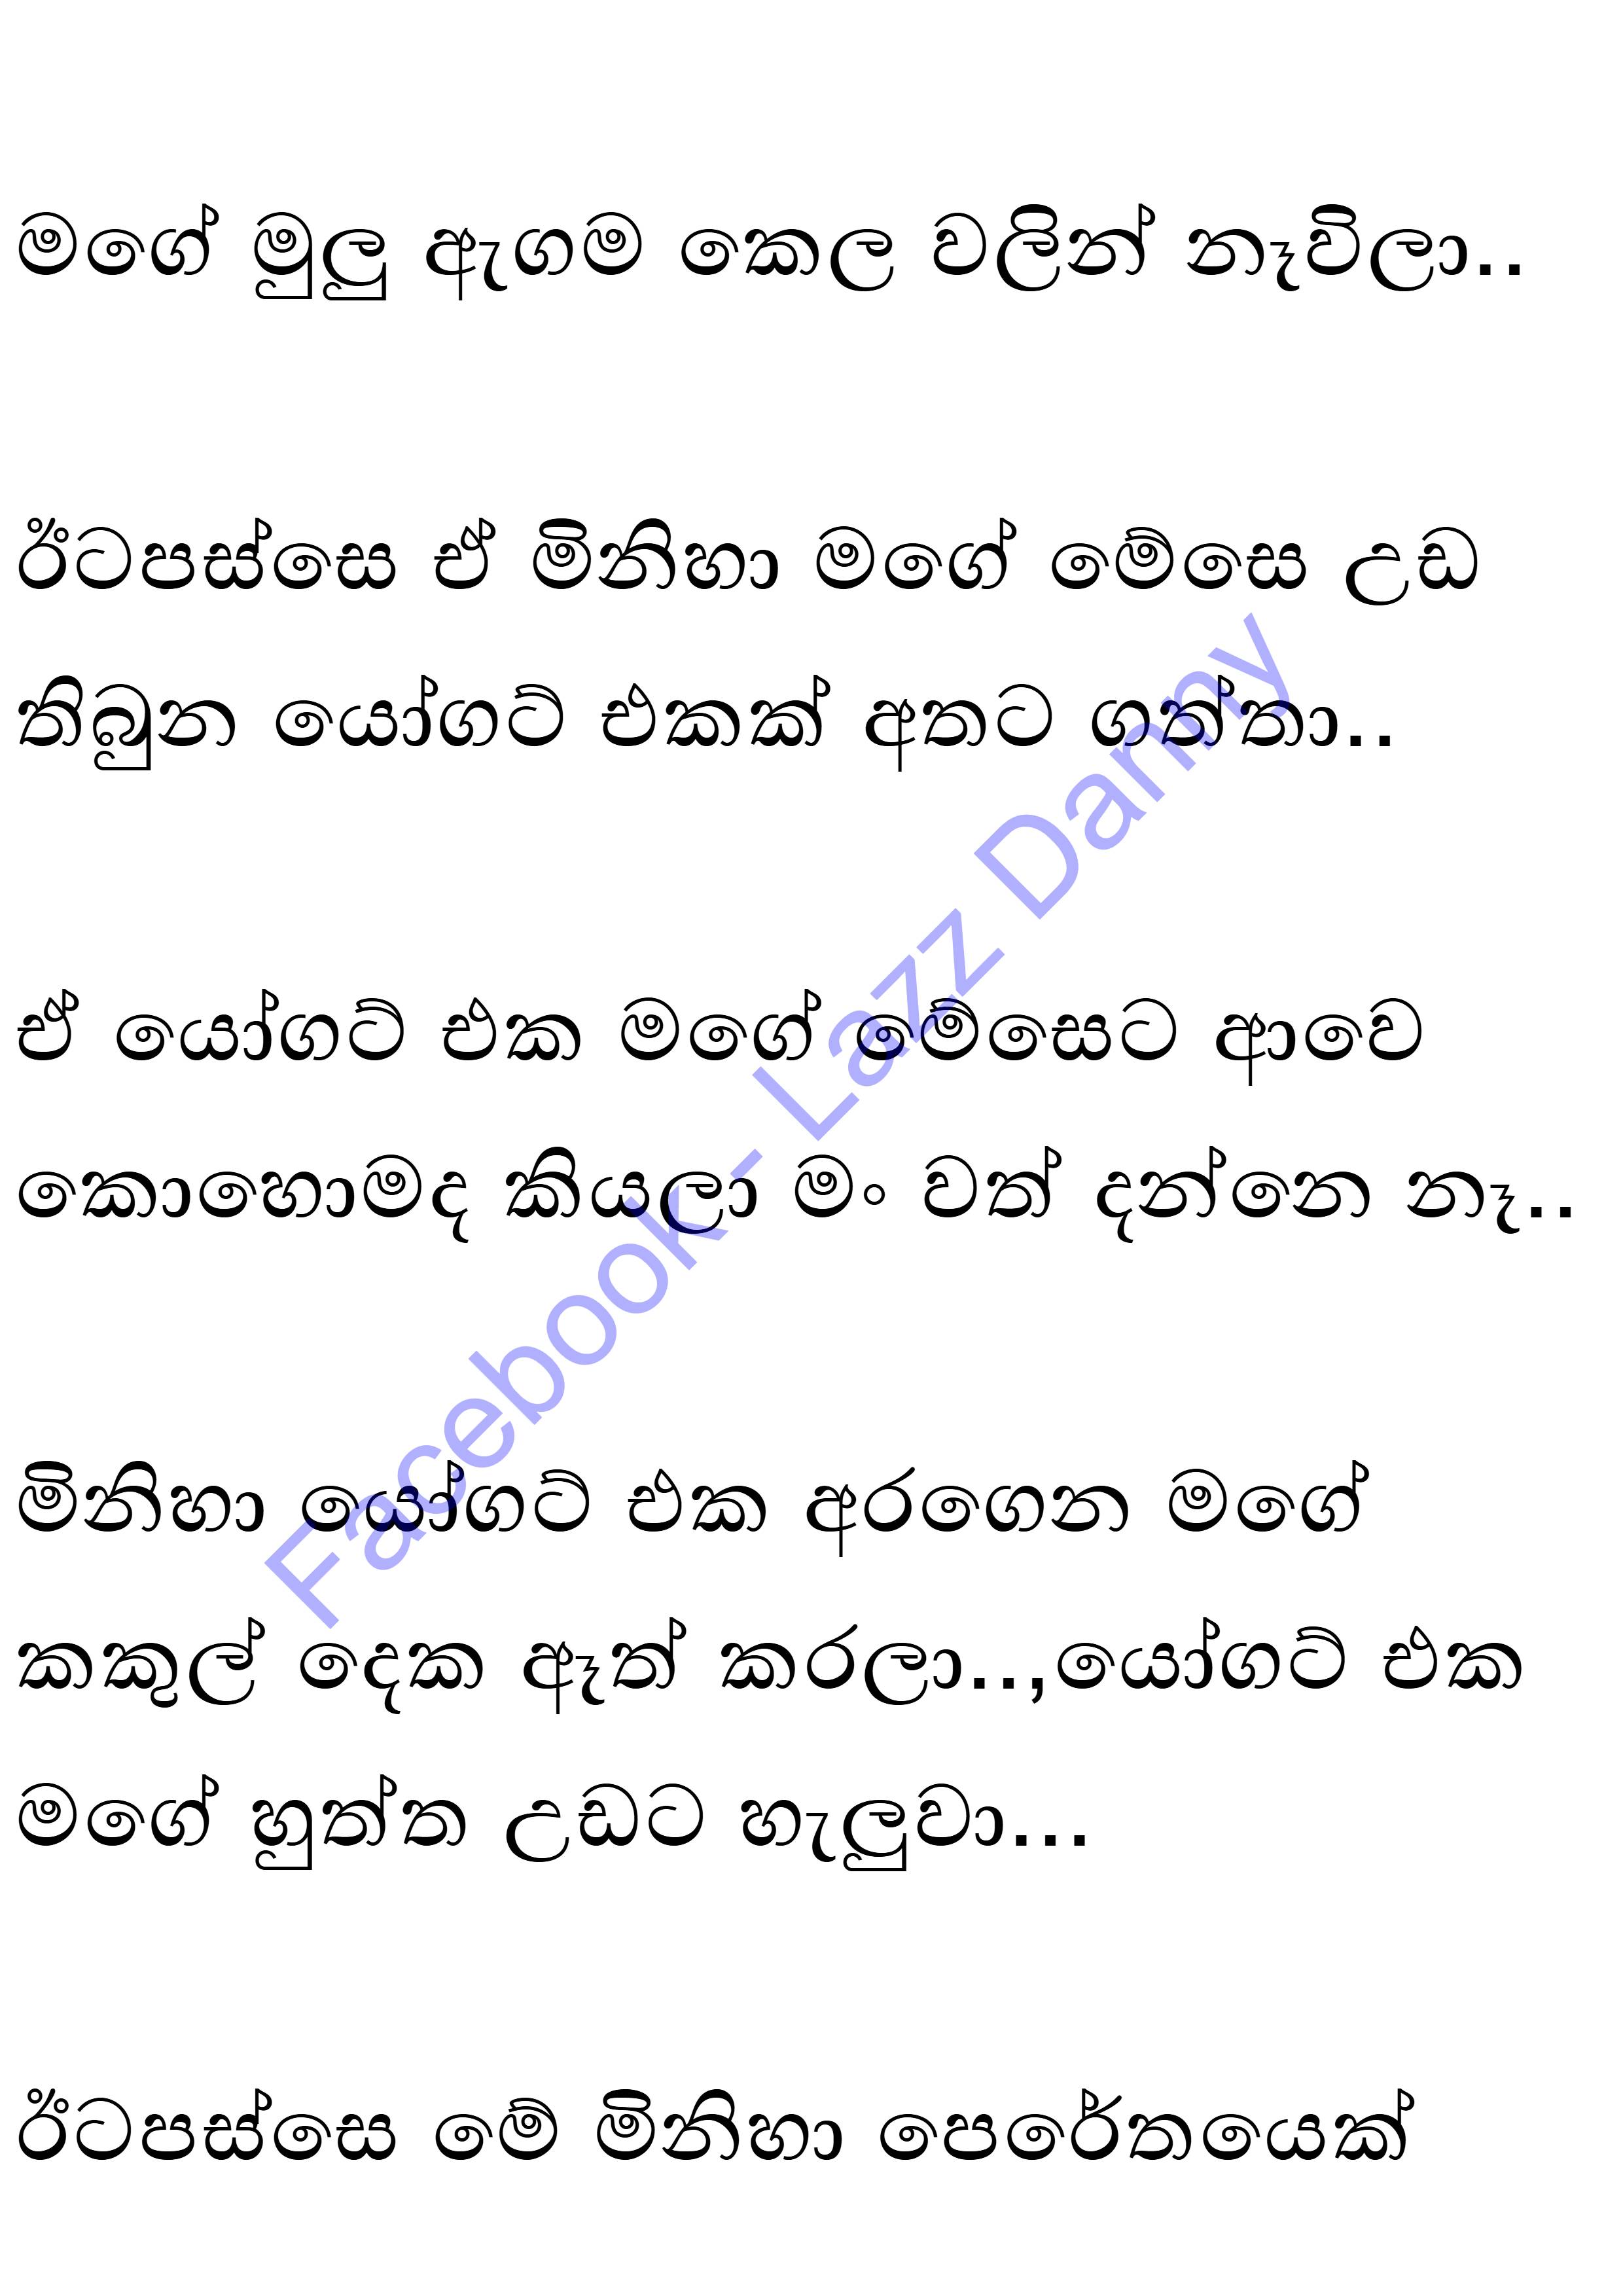 මගේ මුලු ඇගම කෙල වලින් නෑවිලා..
ඊටපස්සෙ ඒ මිනිහා මගේ මේසෙ උඩ
තිබුන යෝගට් එකක් අතට ගත්තා..
ඒ යෝගට් එක මගේ මේසෙට ආවෙ
කොහොමද කියලා මං වත් දන්නෙ නෑ..
මිනිහා යෝගට් එක අරගෙන මගේ
කකුල් දෙක ඈත් කරලා..,යෝගට් එක
මගේ හුත්ත උඩට හැලුවා...
ඊටපස්සෙ මේ මිනිහා පෙරේතයෙක්
Facebook - Lazz Danny